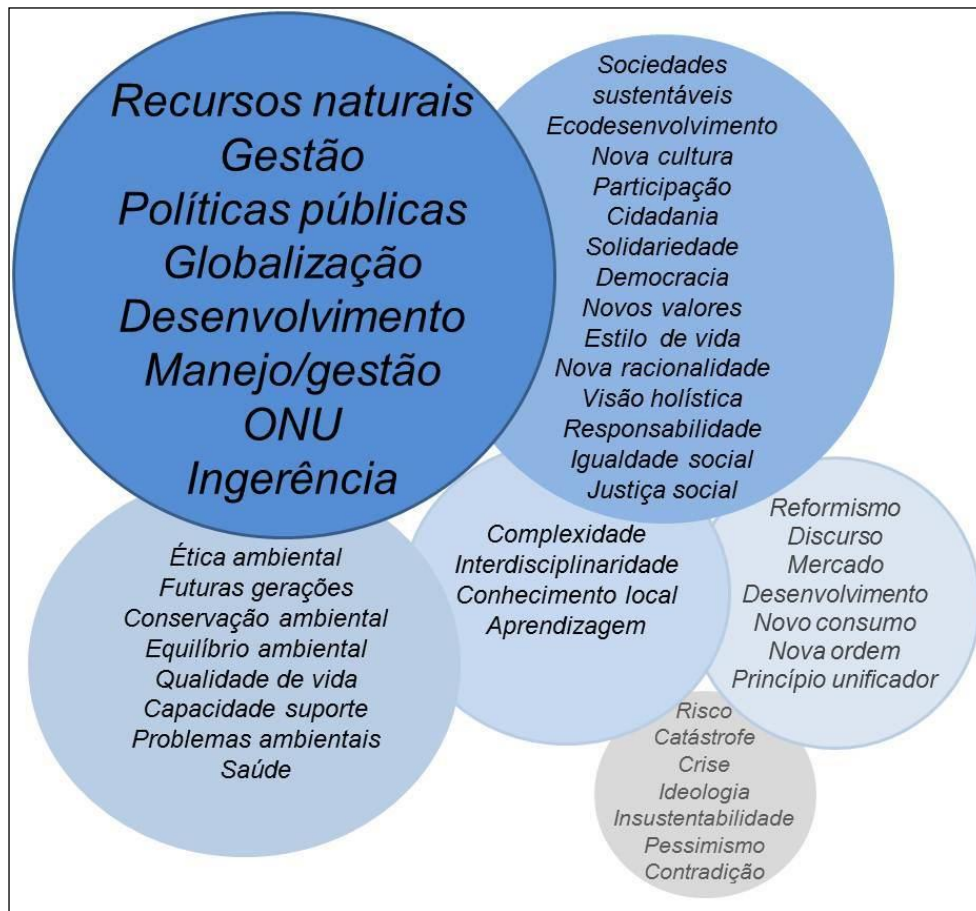 Recursos naturais
Gestão
Políticas públicas
Globalização
Desenvolvimento
Manejo/gestão
ONU
Ingerência
Sociedades
sustentáveis
Ecodesenvolvimento
Nova cultura
Participação
Cidadania
Solidariedade
Democracia
Novos valores
Estilo de vida
Nova racionalidade
Visão holística
Responsabilidade
Igualdade social
Justiça social
Ética ambiental
Futuras gerações
Conservação ambiental
Equilíbrio ambiental
Qualidade de vida
Capacidade suporte
Problemas ambientais
Saúde
Complexidade
Interdisciplinaridade
Conhecimento local
Aprendizagem
Reformismo
Discurso
Mercado
Desenvolvimento
Novo consumo
Nova ordem
Princípio unificador
Risco
Catástrofe
Crise
Ideologia
Insustentabilidade
Pessimismo
Contradição